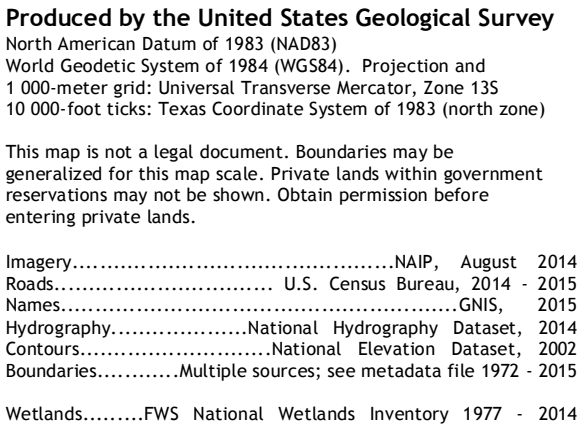 Produced by the United States Geological Survey
North American Datum of 1983 (NAD83)
World Geodetic System of 1984 (WGS84). Projection and
1 000-meter grid: Universal Transverse Mercator, Zone 13S
10 000-foot ticks: Texas Coordinate System of 1983 (north zone)
This map is not a legal document. Boundaries may be
generalized for this map scale. Private lands within government
reservations may not be shown. Obtain permission before
entering private lands.
Imagery..........................................NAIP, August 2014
Roads............................. U.S. Census Bureau, 2014 - 2015
Names....................................................GNIS, 2015
Hydrography....................National Hydrography Dataset, 2014
Contours............................National Elevation Dataset, 2002
Boundaries............Multiple sources; see metadata file 1972 - 2015
Wetlands.........FWS National Wetlands Inventory 1977 - 2014